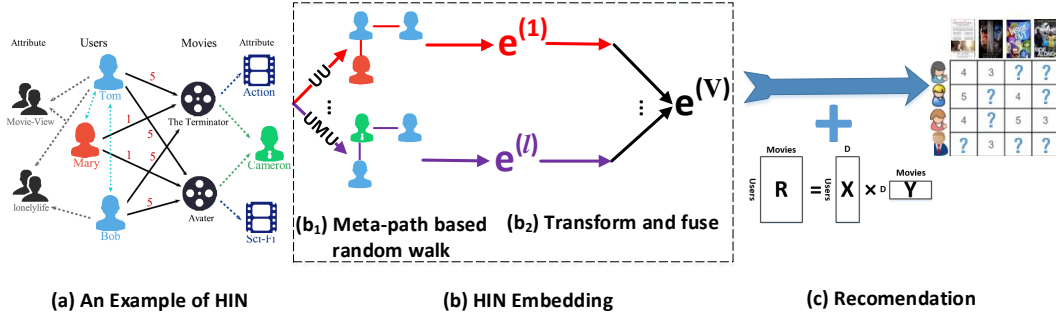 Attribute
Users
Movies
Attribute
5
Tom
Movie-View
1
5
The Terminator
Action
Mary
Cameron
1
5
lonelylife
5
Bob
Avater
Sci-Fi
(a) An Example of HIN
UU
e(1)
...
...
e(V)
UMU
e(l)
(b1) Meta-path based
random walk
(b2) Transform and fuse
(b) HIN Embedding
4 3 ? ?
5 ? 4 ?
4 ? 5 3
? 3 ? ?
+
Movies
Users
R
=
D
Users
X
×
D
Movies
Y
(c) Recomendation